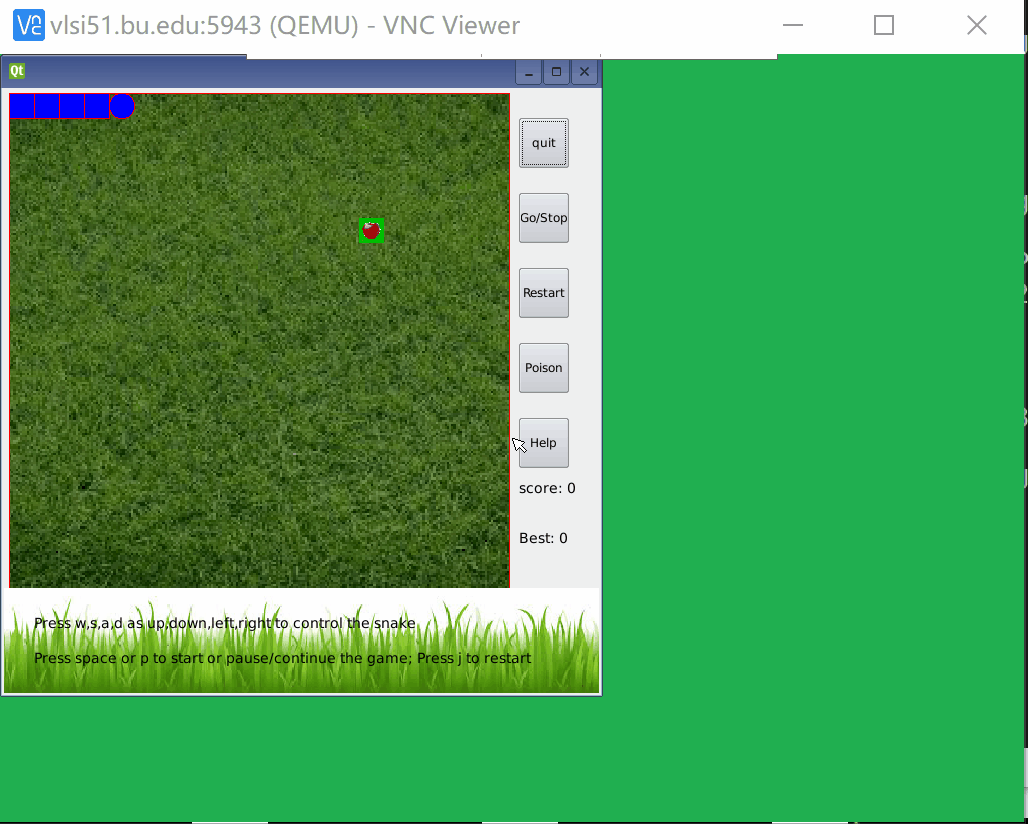 vlsi51.bu.edu:5943 (QEMU) - VNC Viewer
Qt
quit
Go/Stop
Restart
Poison
Help
score: 0
Best: 0
Press w,s,a,d as up,down,left,right to control the snake
Press space or p to start or pause/continue the game; Press j to restart